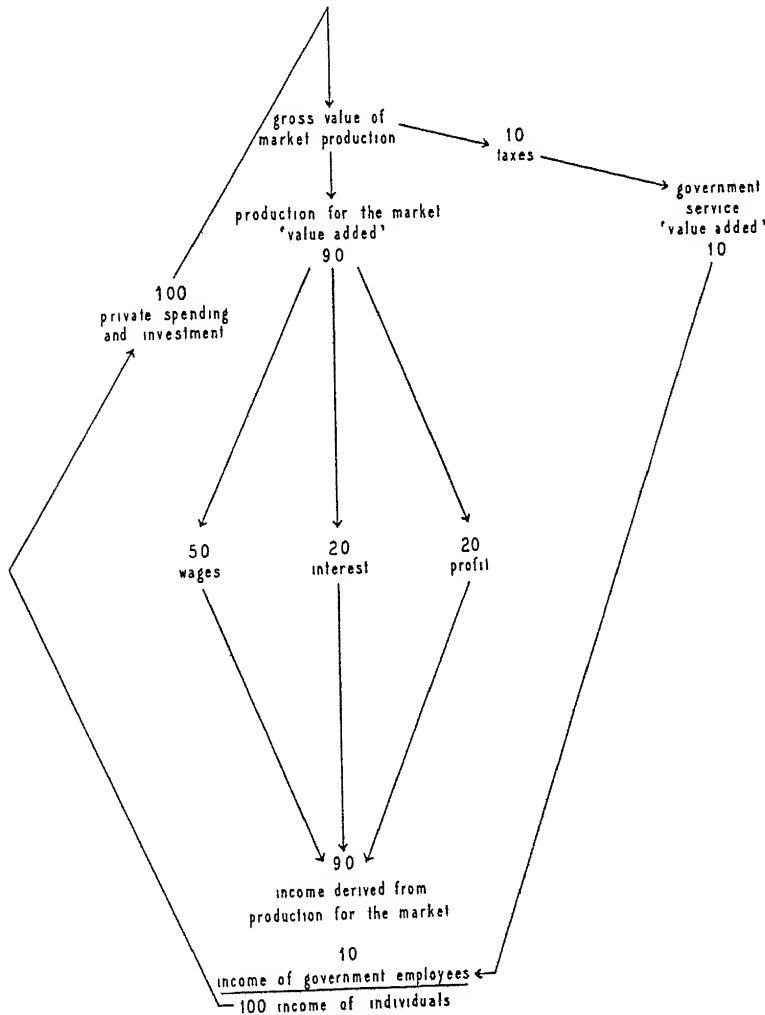 gross value of
market production
10
taxes
government
service
'value added'
10
production for the market
'value added'
90
100
private spending
and investment
50
wages
20
interest
20
profit
90
income derived from
production for the market
10
income of government employees
100 income of individuals